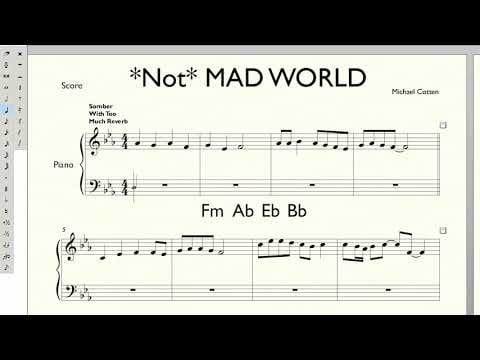 *Not* MAD WORLD
Score
Michael Cotten
Somber
With Too
Much Reverb
Piano
Fm Ab Eb Bb
5